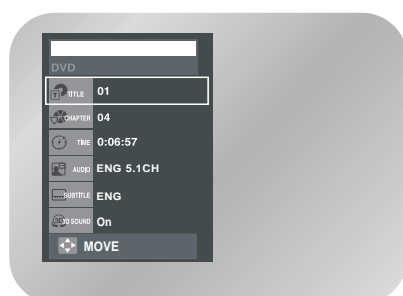 DVD
TITLE 01
CHAPTER 04
TIME 0:06:57
AUDIO ENG 5.1CH
SUBTITLE ENG
3D SOUND On
MOVE